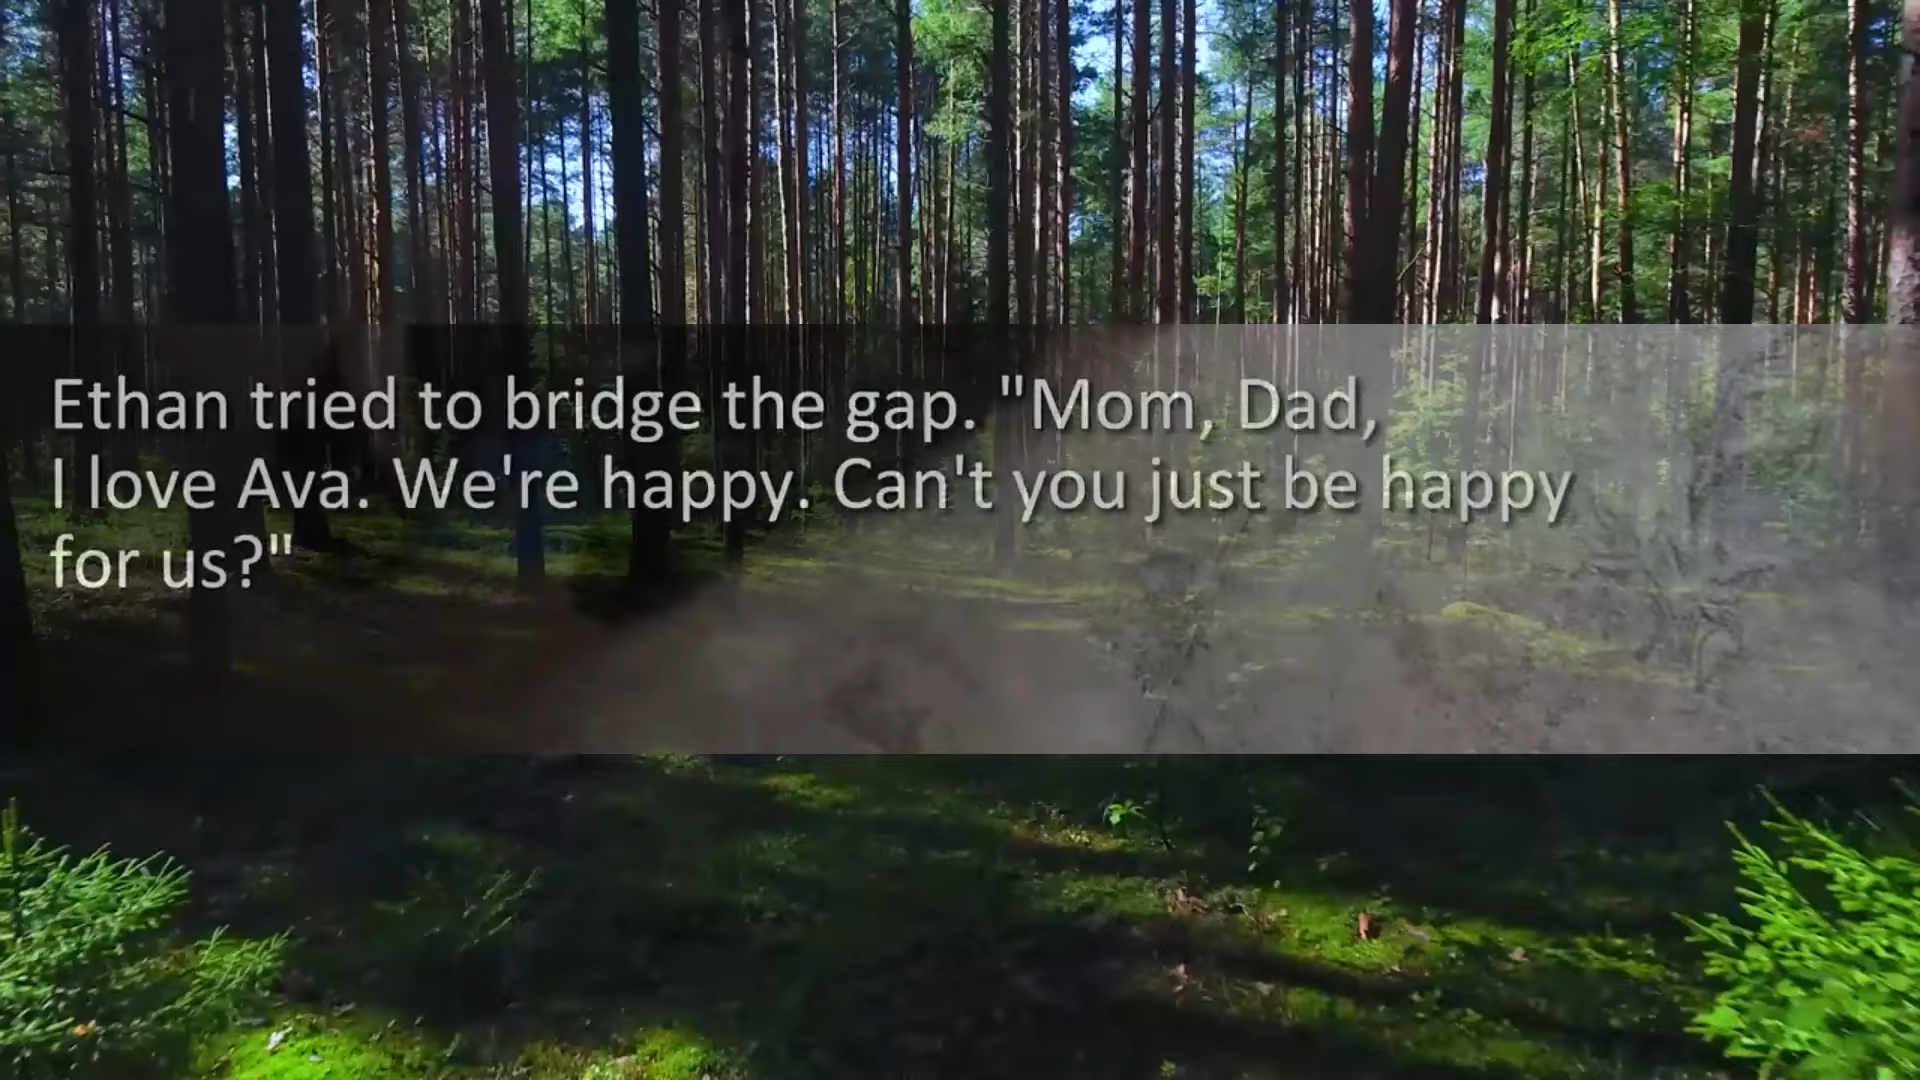 Ethan tried to bridge the gap. "Mom, Dad,
I love Ava. We're happy. Can't you just be happy
for us?"